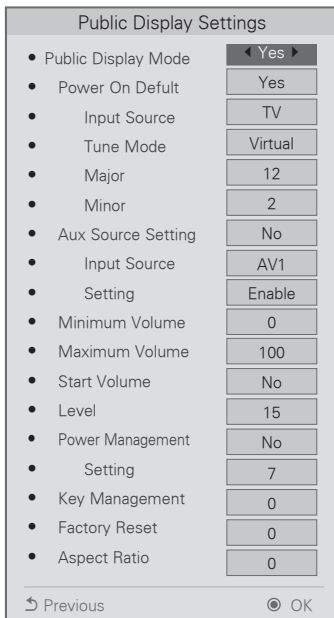 Public Display Settings
• Public Display Mode ◀ Yes ▶
• Power On Defult Yes
• Input Source TV
• Tune Mode Virtual
• Major 12
• Minor 2
• Aux Source Setting No
• Input Source AV1
• Setting Enable
• Minimum Volume 0
• Maximum Volume 100
• Start Volume No
• Level 15
• Power Management No
• Setting 7
• Key Management 0
• Factory Reset 0
• Aspect Ratio 0
Previous OK